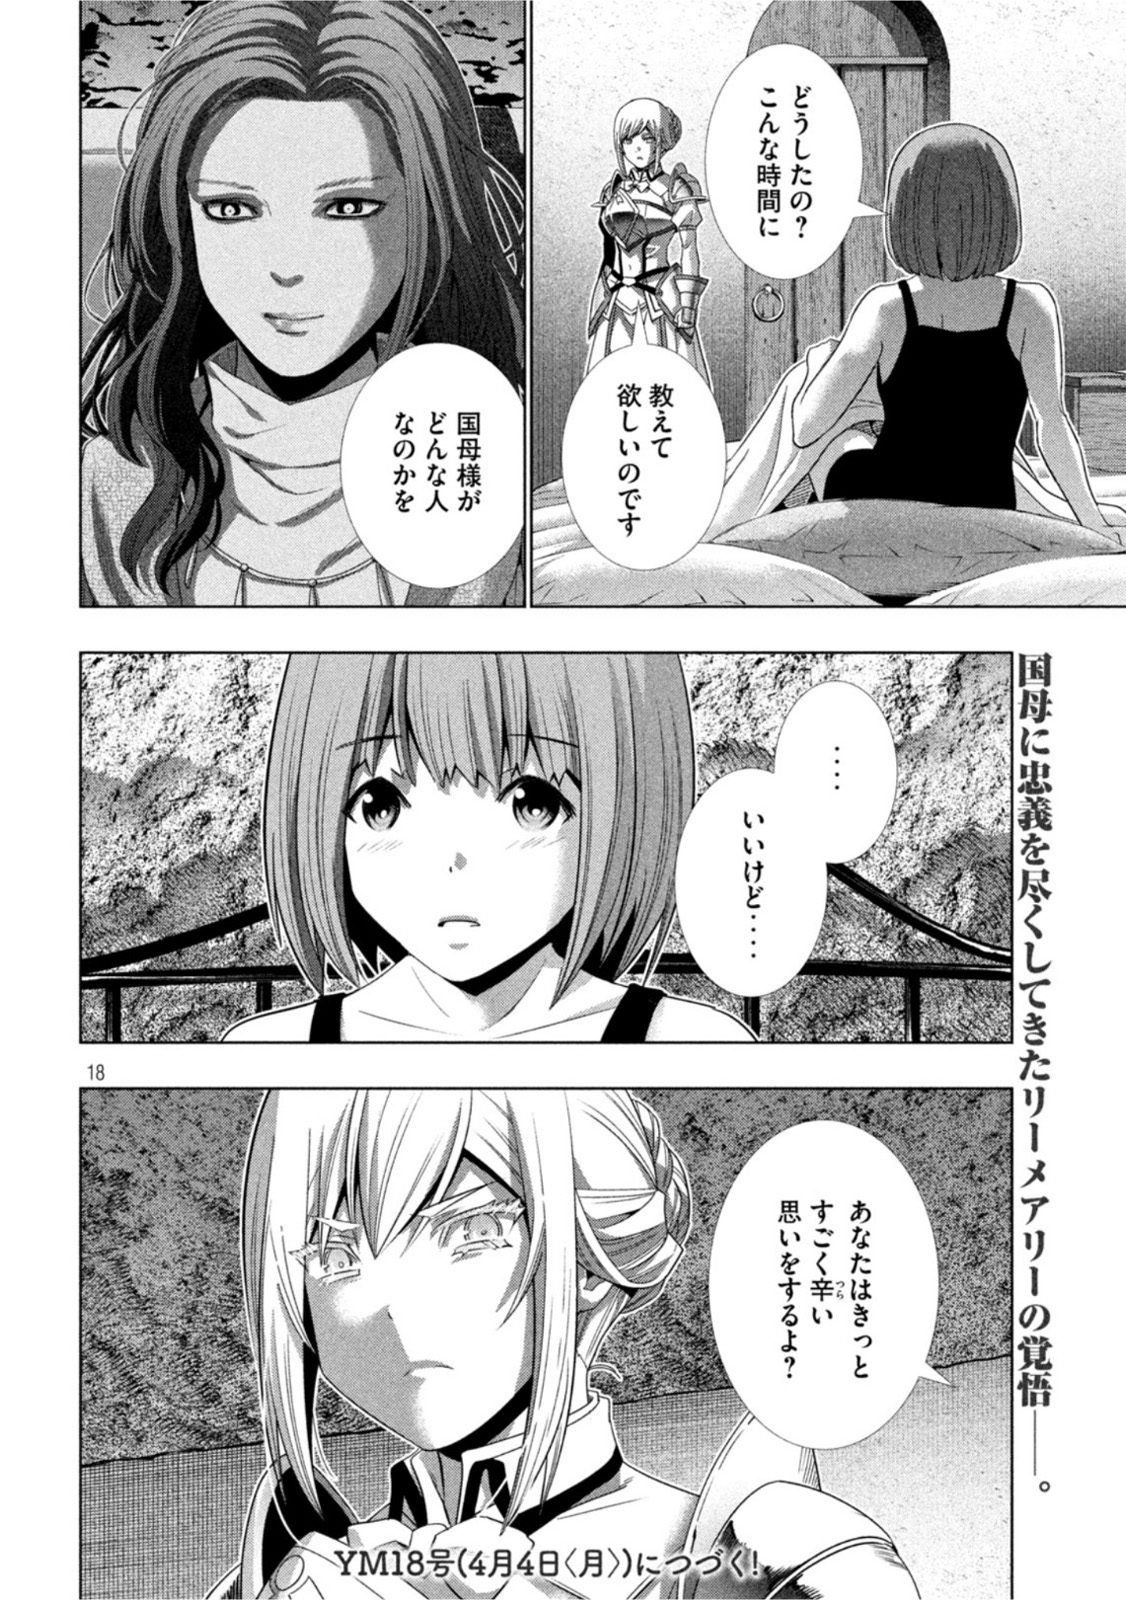 どうしたの?
こんな時間に
教えて
欲しいのです
国母様が
どんな人
なのかを
‥‥
いいけど‥‥‥
国母に忠義を尽くしてきたリーメアリーの覚悟――。
18
あなたはきっと
すごく辛い
つら
思いをするよ?
YM18号(4月4日〈月〉)につづく!